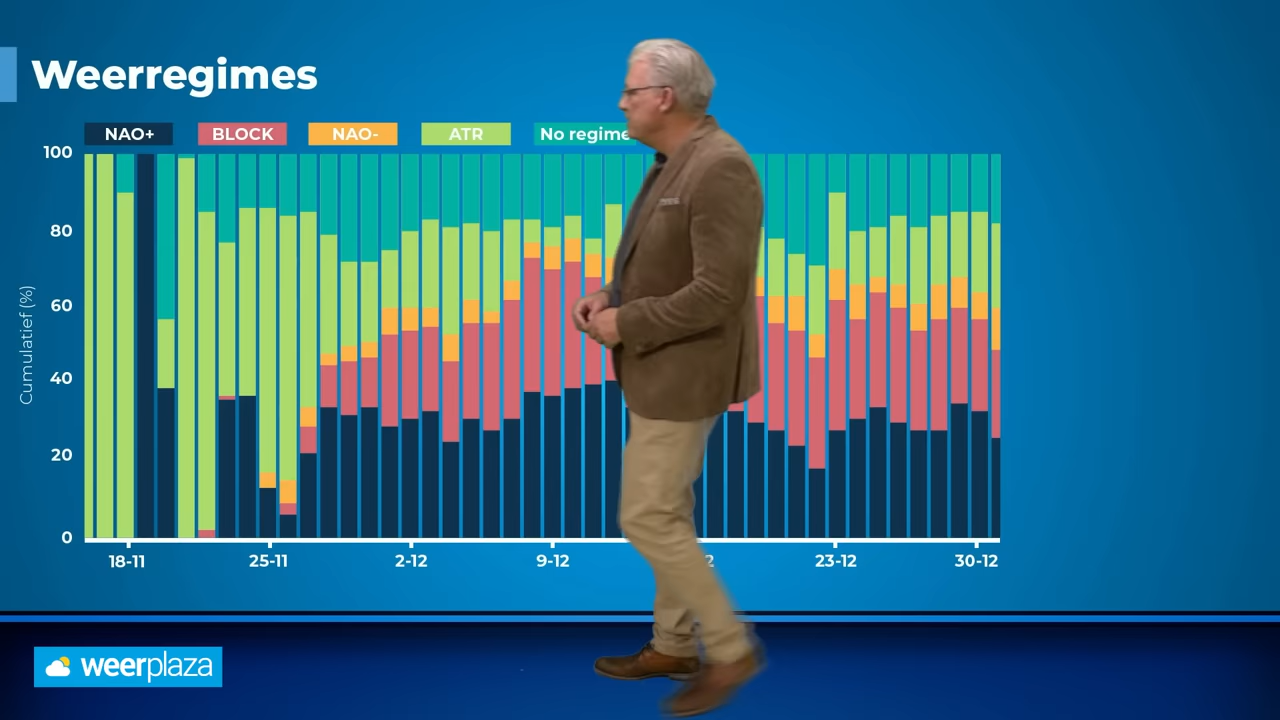 Weerregimes
NAO+ BLOCK NAO- ATR No regime
100
80
60
40
20
0
Cumulatief (%)
18-11 25-11 2-12 9-12 2 23-12 30-12
weerplaza